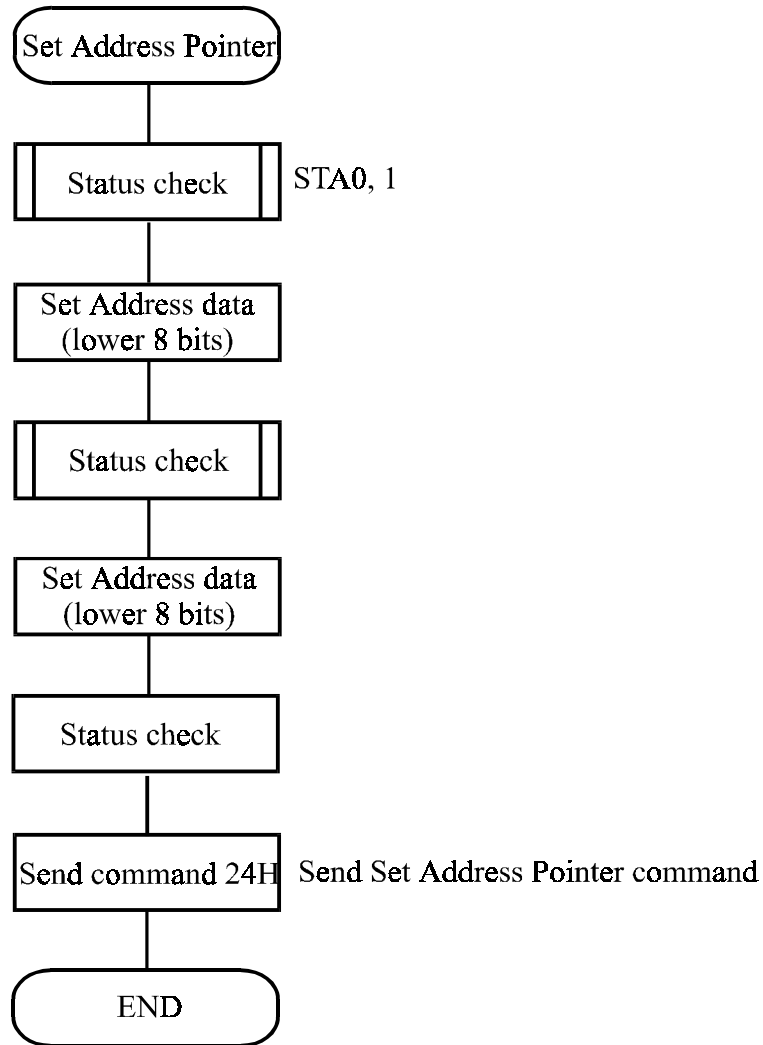 Set Address Pointer
Status check
STA0, 1
Set Address data
(lower 8 bits)
Status check
Set Address data
(lower 8 bits)
Status check
Send command 24H
Send Set Address Pointer command
END